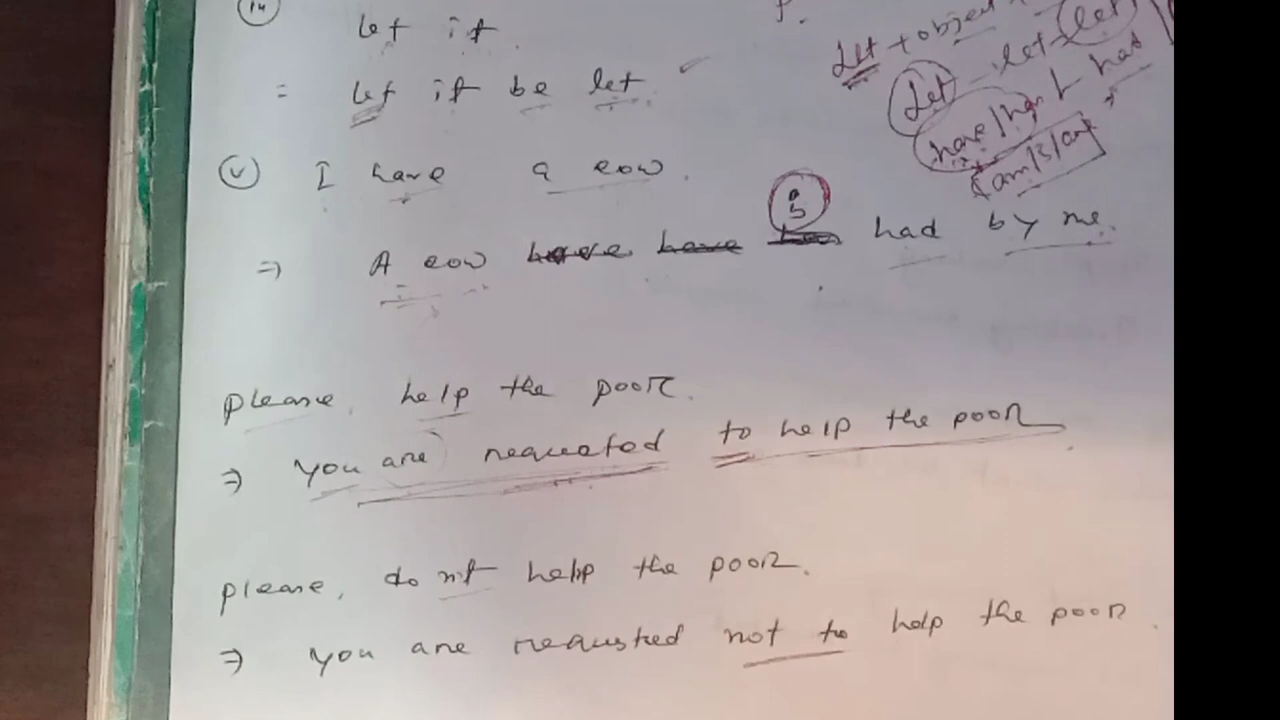 let it.
= let it be let.
(v) I have a cow.
⇒ A cow is had by me.
Let + object
Let – let – let
have/has + had
am/is/are
please, help the poor.
⇒ you are requested to help the poor
please, do not help the poor.
⇒ you are requsted not to help the poor.